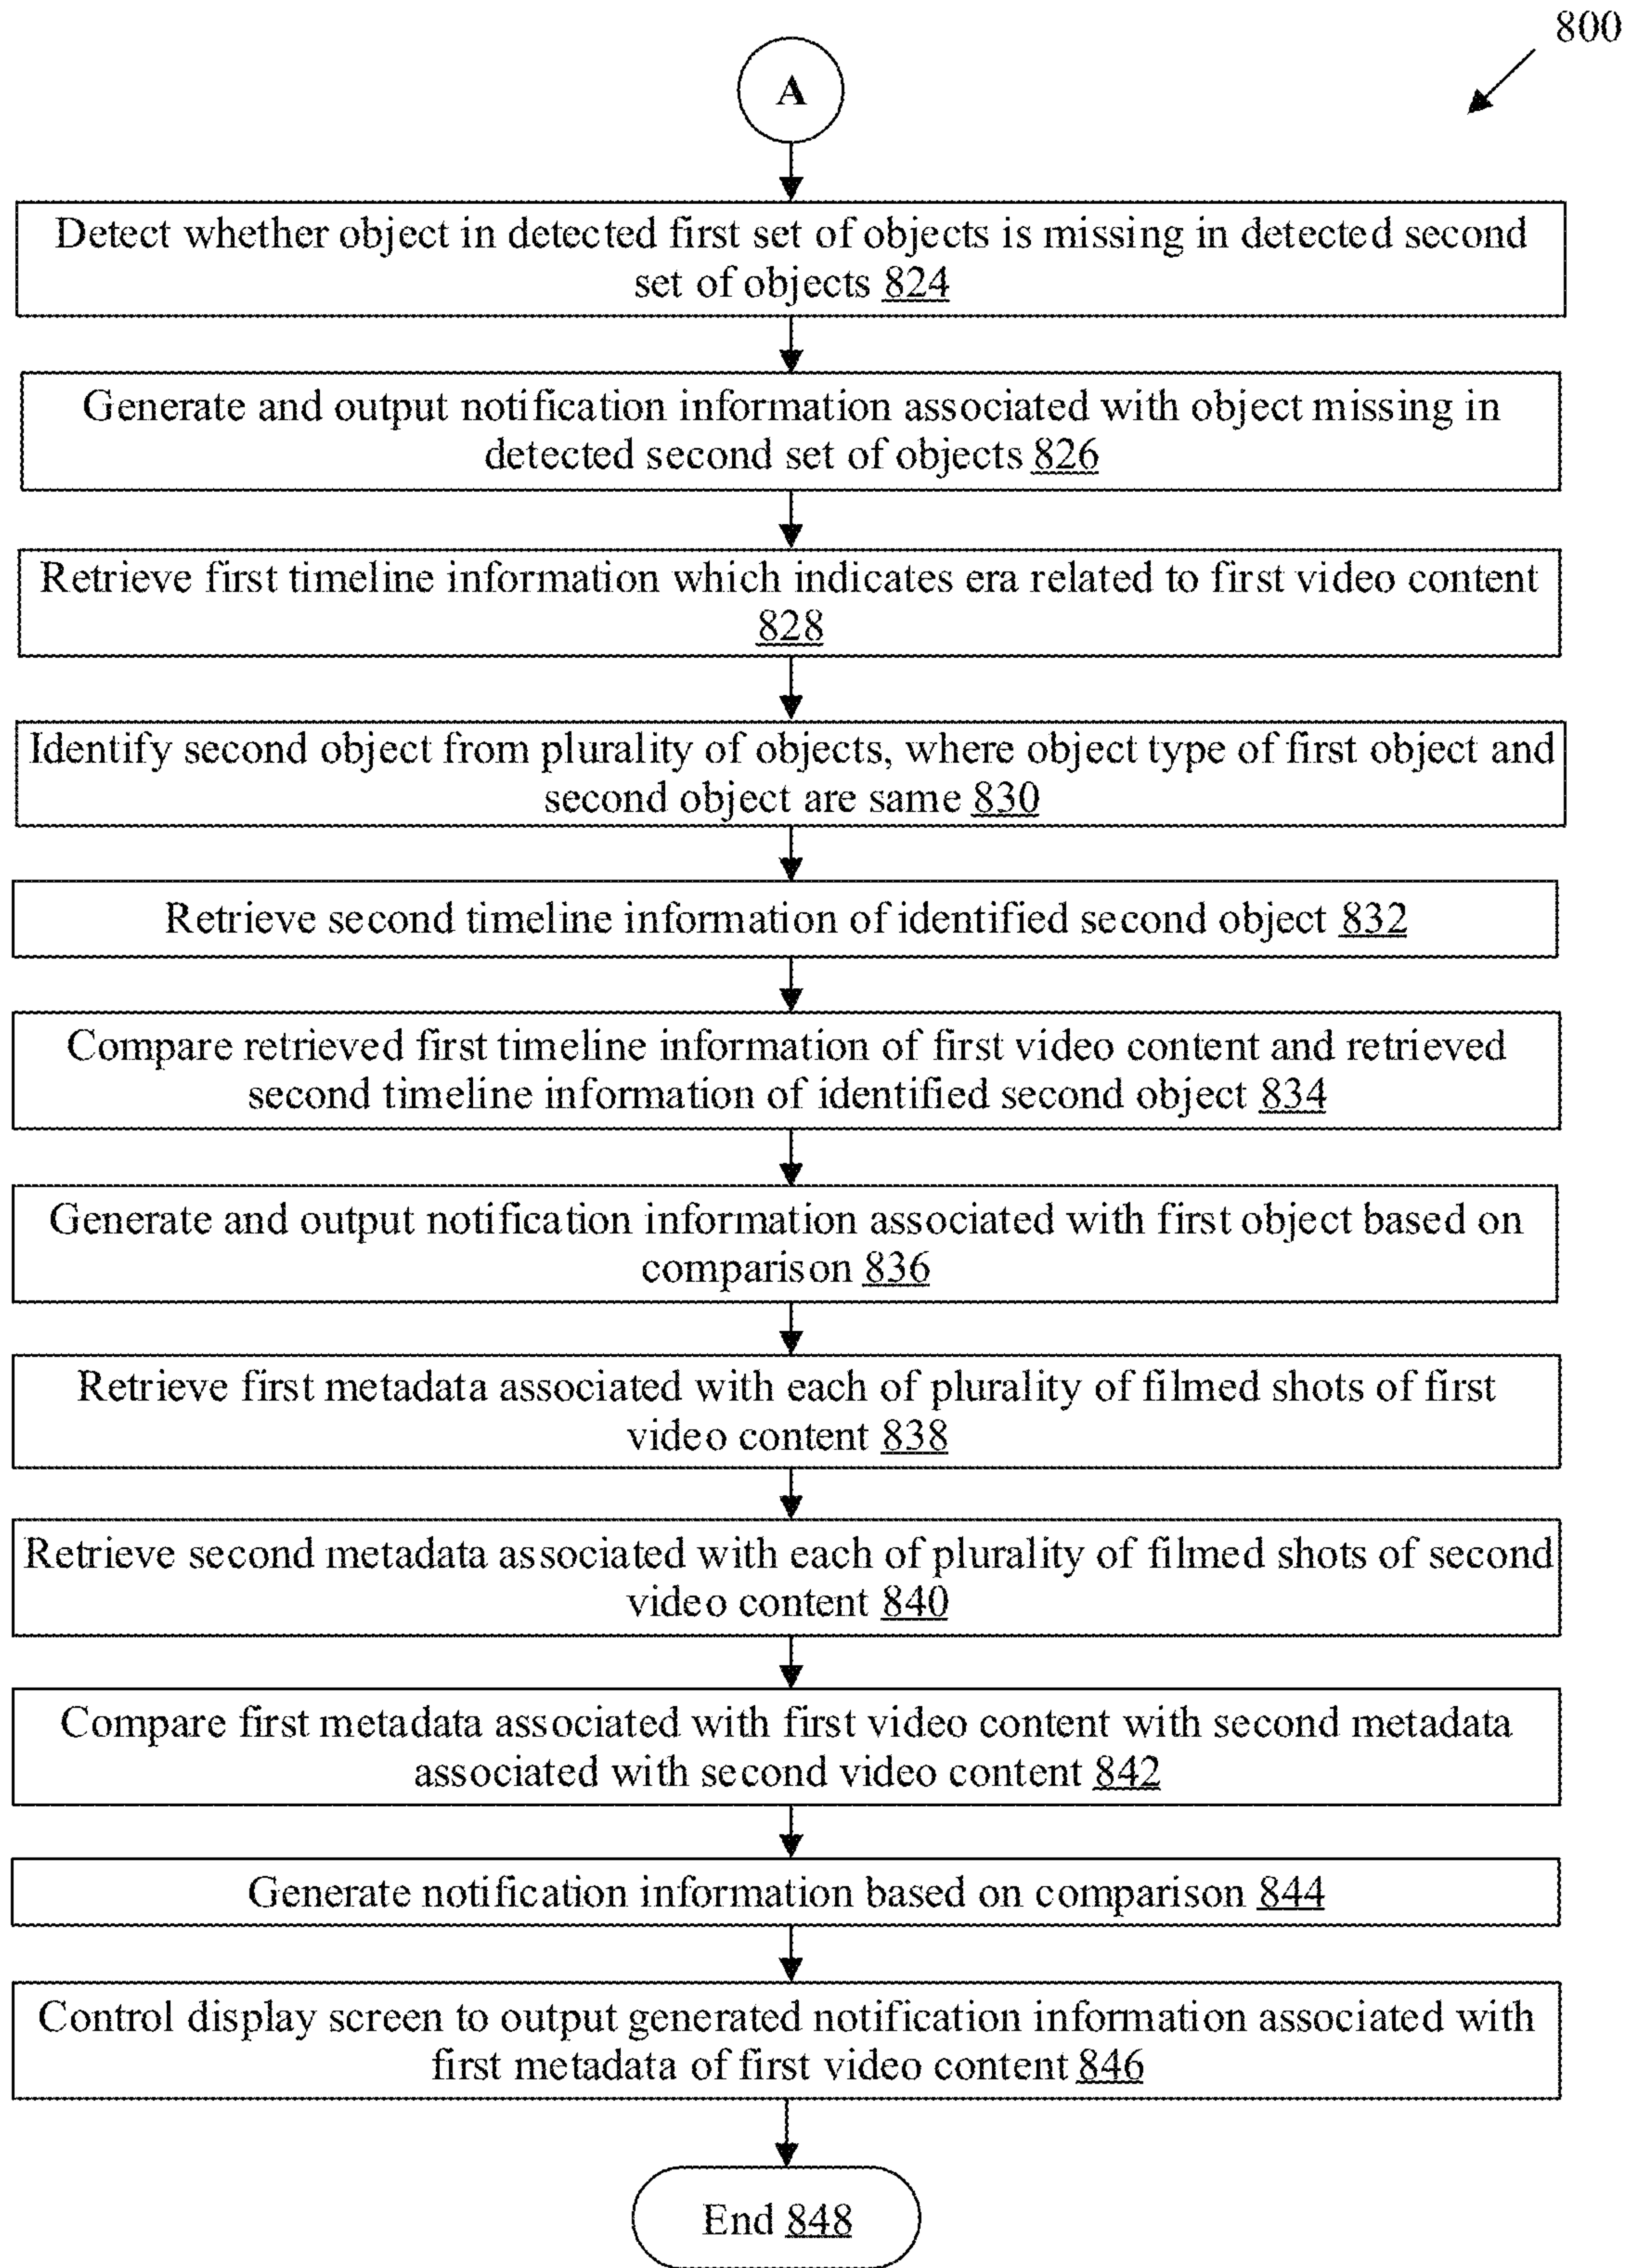 800
A
Detect whether object in detected first set of objects is missing in detected second
set of objects 824
Generate and output notification information associated with object missing in
detected second set of objects 826
Retrieve first timeline information which indicates era related to first video content
828
Identify second object from plurality of objects, where object type of first object and
second object are same 830
Retrieve second timeline information of identified second object 832
Compare retrieved first timeline information of first video content and retrieved
second timeline information of identified second object 834
Generate and output notification information associated with first object based on
comparison 836
Retrieve first metadata associated with each of plurality of filmed shots of first
video content 838
Retrieve second metadata associated with each of plurality of filmed shots of second
video content 840
Compare first metadata associated with first video content with second metadata
associated with second video content 842
Generate notification information based on comparison 844
Control display screen to output generated notification information associated with
first metadata of first video content 846
End 848